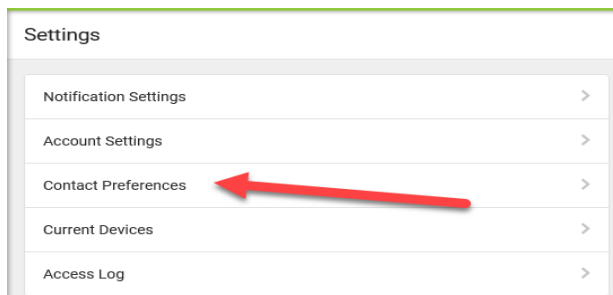 Settings
Notification Settings
Account Settings
Contact Preferences
Current Devices
Access Log